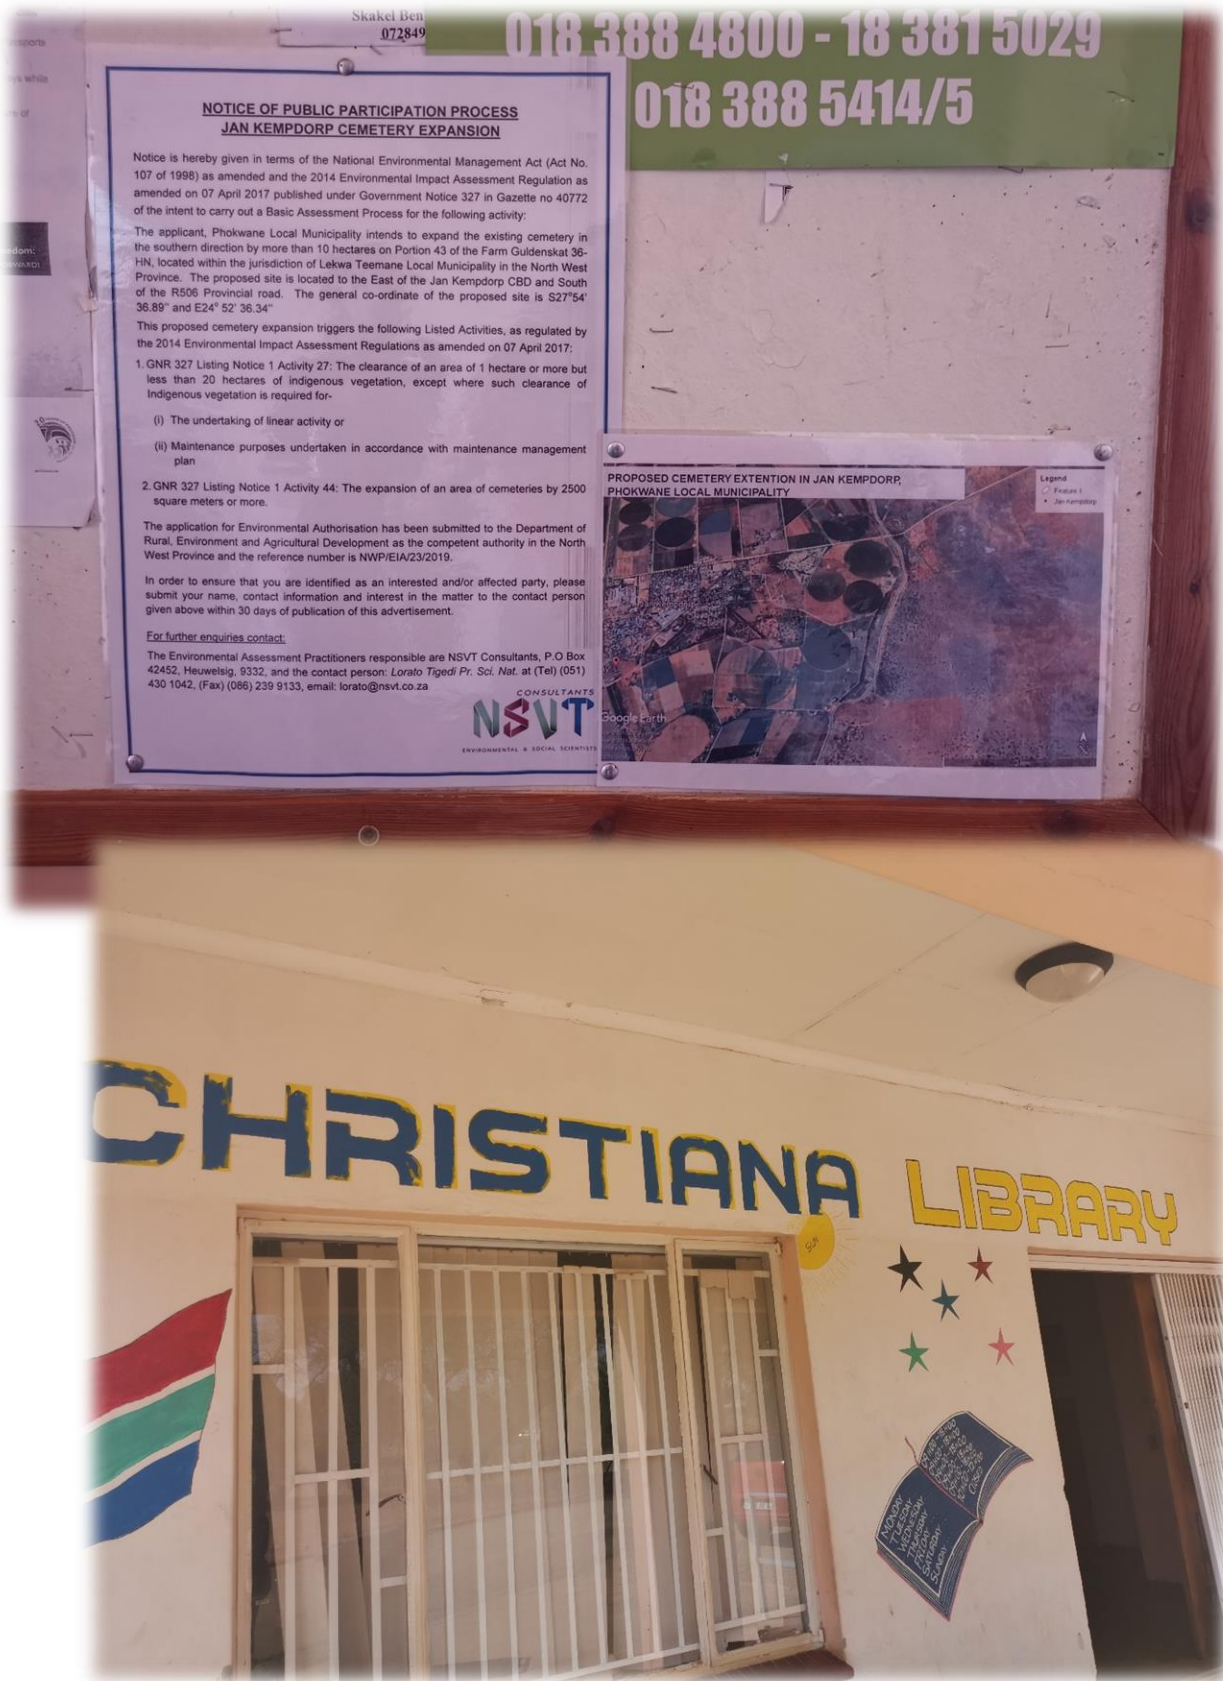 Skakel Ben
072849
018 388 4800 - 18 381 5029
018 388 5414/5
NOTICE OF PUBLIC PARTICIPATION PROCESS
JAN KEMPDORP CEMETERY EXPANSION
Notice is hereby given in terms of the National Environmental Management Act (Act No.
107 of 1998) as amended and the 2014 Environmental Impact Assessment Regulation as
amended on 07 April 2017 published under Government Notice 327 in Gazette no 40772
of the intent to carry out a Basic Assessment Process for the following activity:
The applicant, Phokwane Local Municipality intends to expand the existing cemetery in
the southern direction by more than 10 hectares on Portion 43 of the Farm Guldenskat 36-
HN, located within the jurisdiction of Lekwa Teemane Local Municipality in the North West
Province. The proposed site is located to the East of the Jan Kempdorp CBD and South
of the R506 Provincial road. The general co-ordinate of the proposed site is S27°54'
36.89" and E24° 52' 36.34"
This proposed cemetery expansion triggers the following Listed Activities, as regulated by
the 2014 Environmental Impact Assessment Regulations as amended on 07 April 2017:
1. GNR 327 Listing Notice 1 Activity 27: The clearance of an area of 1 hectare or more but
less than 20 hectares of indigenous vegetation, except where such clearance of
Indigenous vegetation is required for-
(i) The undertaking of linear activity or
(ii) Maintenance purposes undertaken in accordance with maintenance management
plan
2. GNR 327 Listing Notice 1 Activity 44: The expansion of an area of cemeteries by 2500
square meters or more.
The application for Environmental Authorisation has been submitted to the Department of
Rural, Environment and Agricultural Development as the competent authority in the North
West Province and the reference number is NWP/EIA/23/2019.
In order to ensure that you are identified as an interested and/or affected party, please
submit your name, contact information and interest in the matter to the contact person
given above within 30 days of publication of this advertisement.
For further enquiries contact:
The Environmental Assessment Practitioners responsible are NSVT Consultants, P.O Box
42452, Heuwelsig, 9332, and the contact person: Lorato Tigedi Pr. Sci. Nat. at (Tel) (051)
430 1042, (Fax) (086) 239 9133, email: lorato@nsvt.co.za
CONSULTANTS
NSVT
ENVIRONMENTAL & SOCIAL SCIENTISTS
PROPOSED CEMETERY EXTENTION IN JAN KEMPDORP,
PHOKWANE LOCAL MUNICIPALITY
Legend
Feature 1
Jan Kempdorp
Google Earth
CHRISTIANA LIBRARY
SUN
MONDAY
TUESDAY
WEDNESDAY
THURSDAY
FRIDAY
SATURDAY
SUNDAY